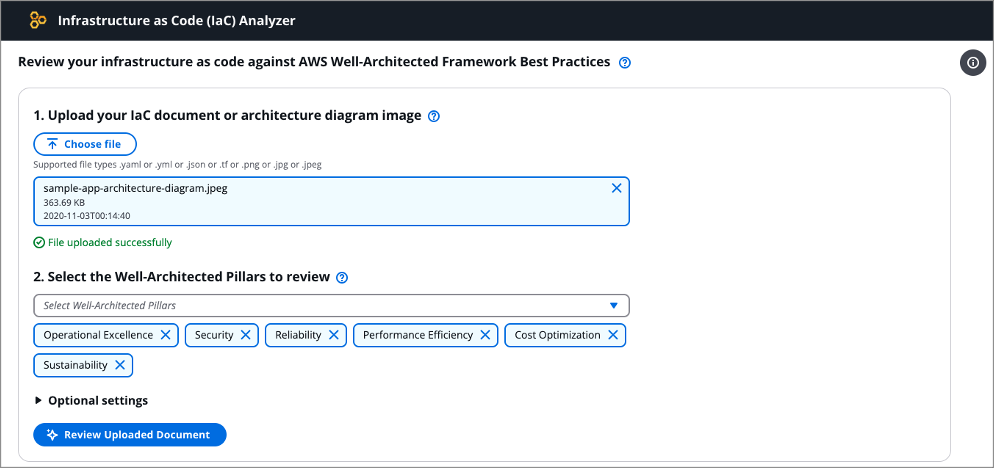 Infrastructure as Code (IaC) Analyzer
Review your infrastructure as code against AWS Well-Architected Framework Best Practices
1. Upload your IaC document or architecture diagram image
Choose file
Supported file types .yaml or .yml or .json or .tf or .png or .jpg or .jpeg
sample-app-architecture-diagram.jpeg
363.69 KB
2020-11-03T00:14:40
File uploaded successfully
2. Select the Well-Architected Pillars to review
Select Well-Architected Pillars
Operational Excellence Security Reliability Performance Efficiency Cost Optimization
Sustainability
Optional settings
Review Uploaded Document